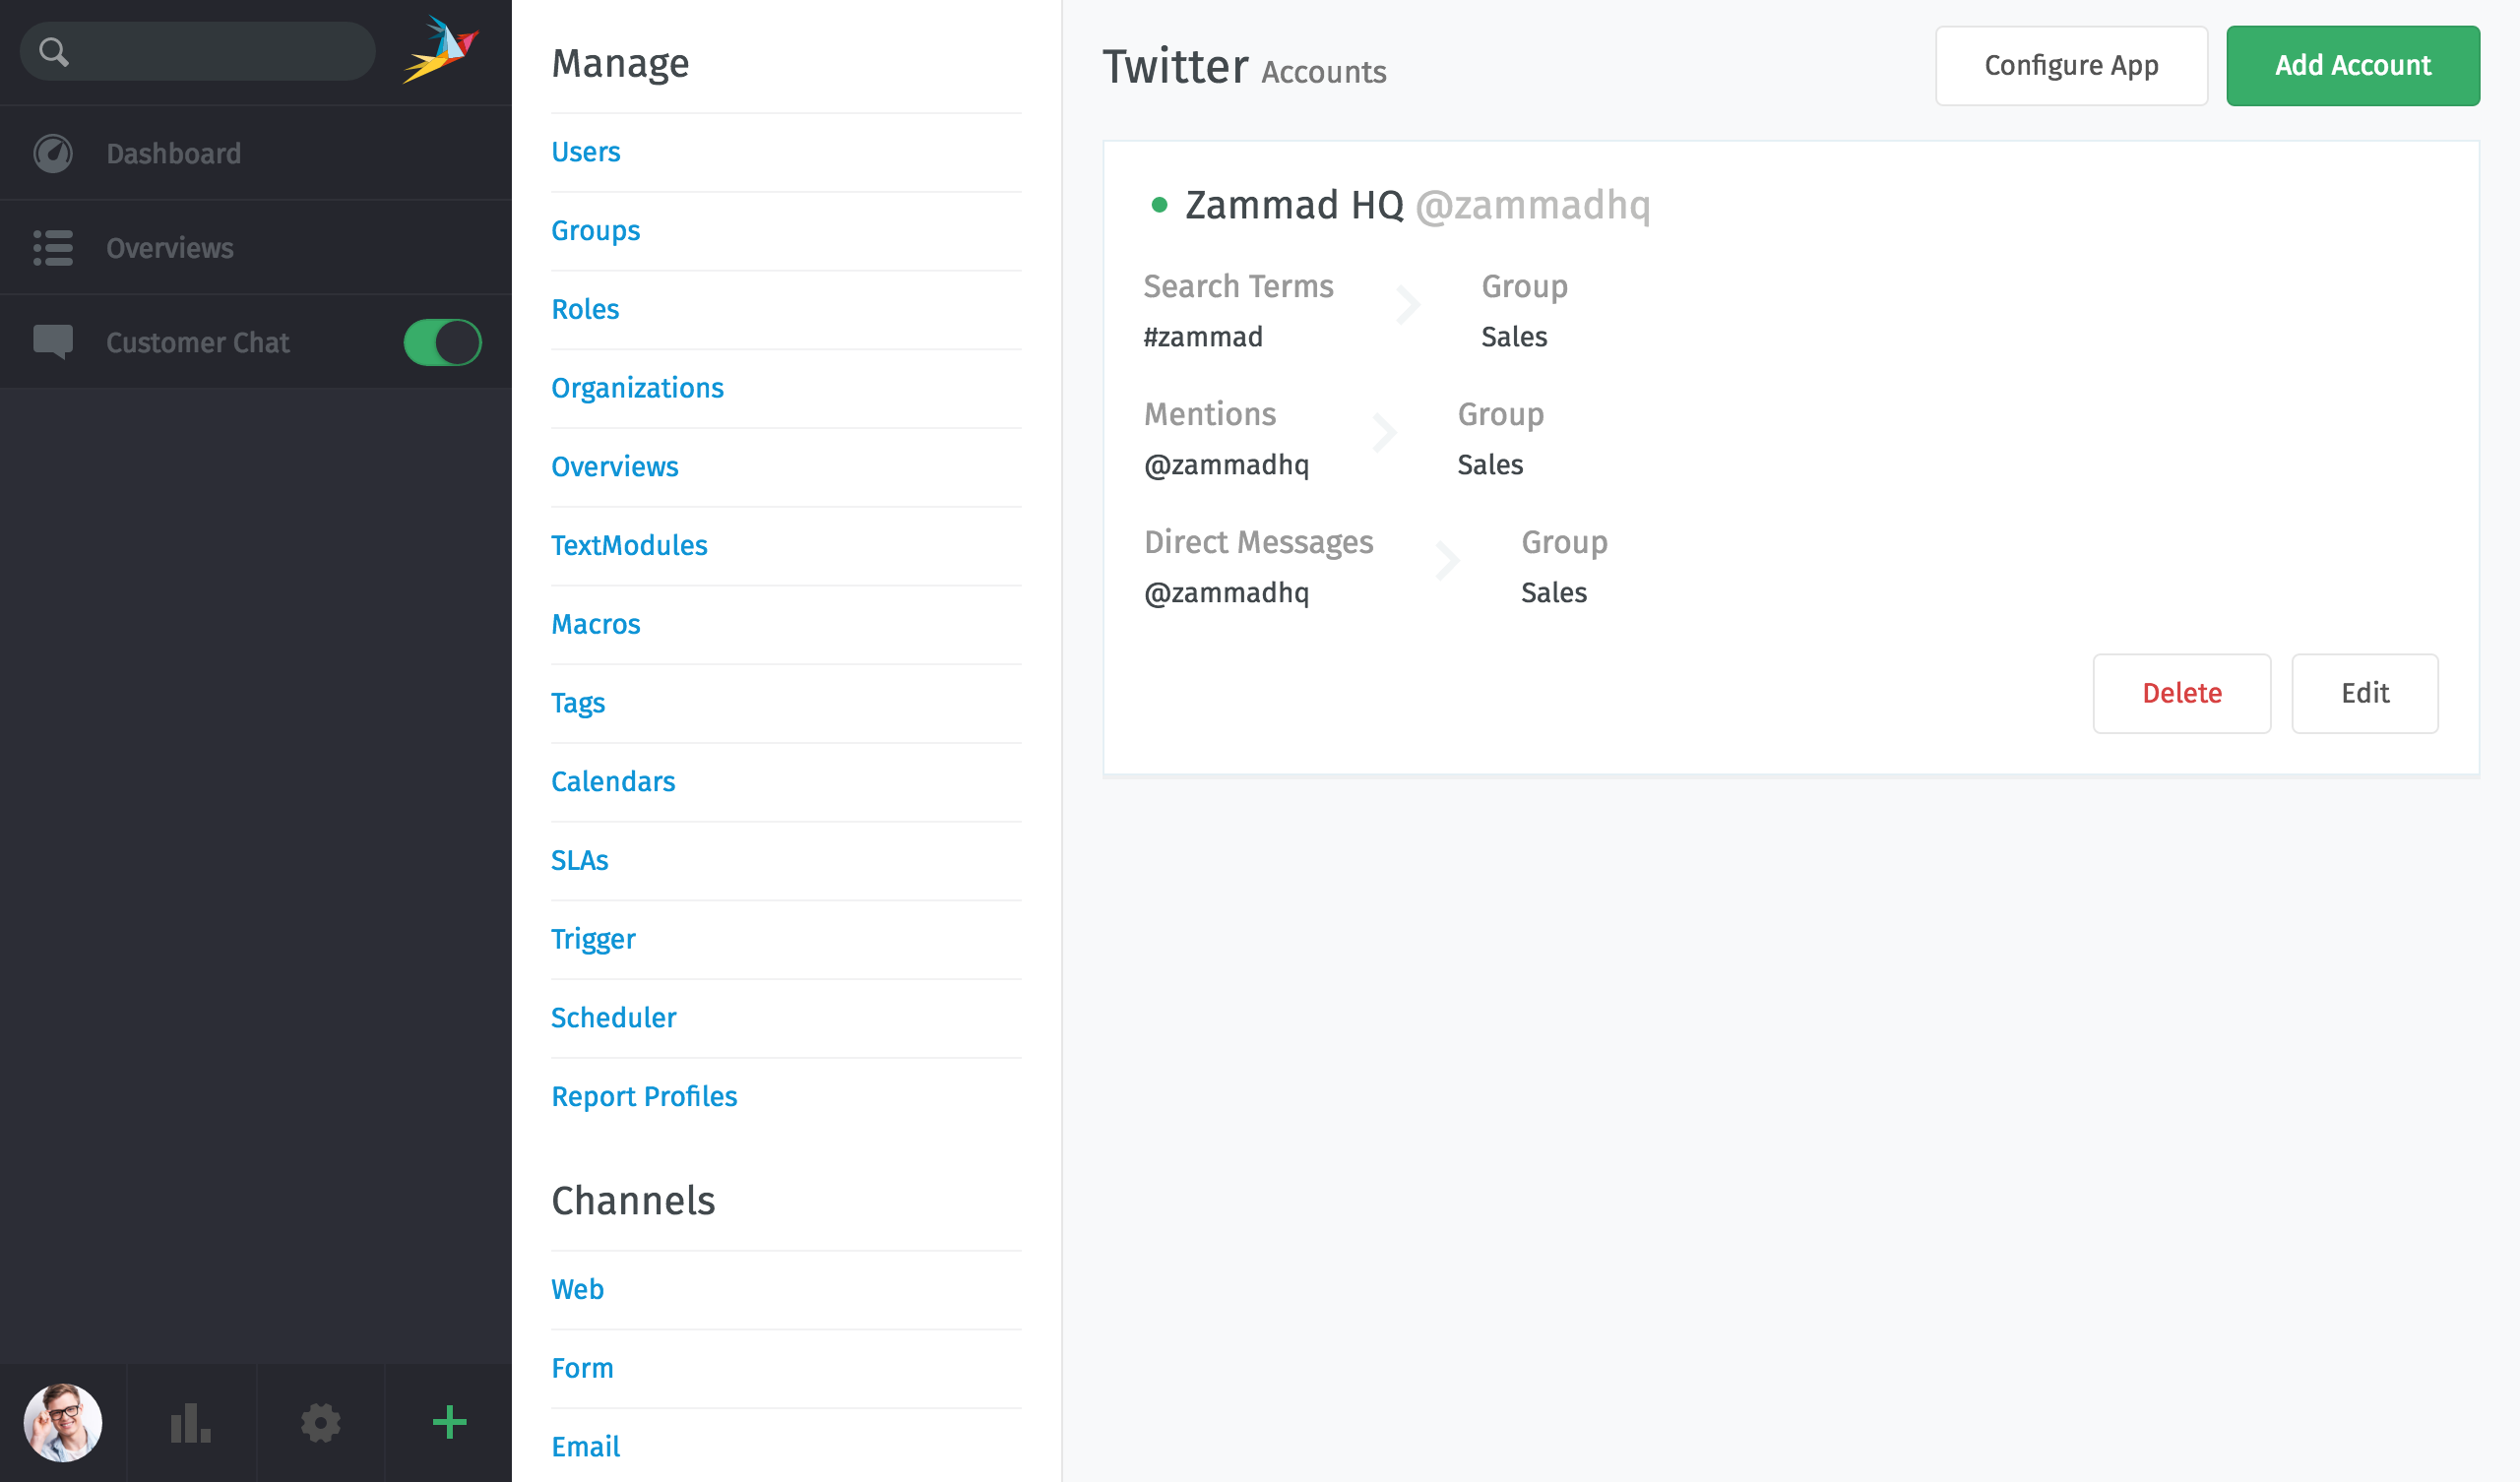 Dashboard
Overviews
Customer Chat
Manage
Users
Groups
Roles
Organizations
Overviews
TextModules
Macros
Tags
Calendars
SLAs
Trigger
Scheduler
Report Profiles
Channels
Web
Form
Email
Twitter Accounts
Configure App
Add Account
Zammad HQ @zammadhq
Search Terms
Group
#zammad
Sales
Mentions
Group
@zammadhq
Sales
Direct Messages
Group
@zammadhq
Sales
Delete
Edit